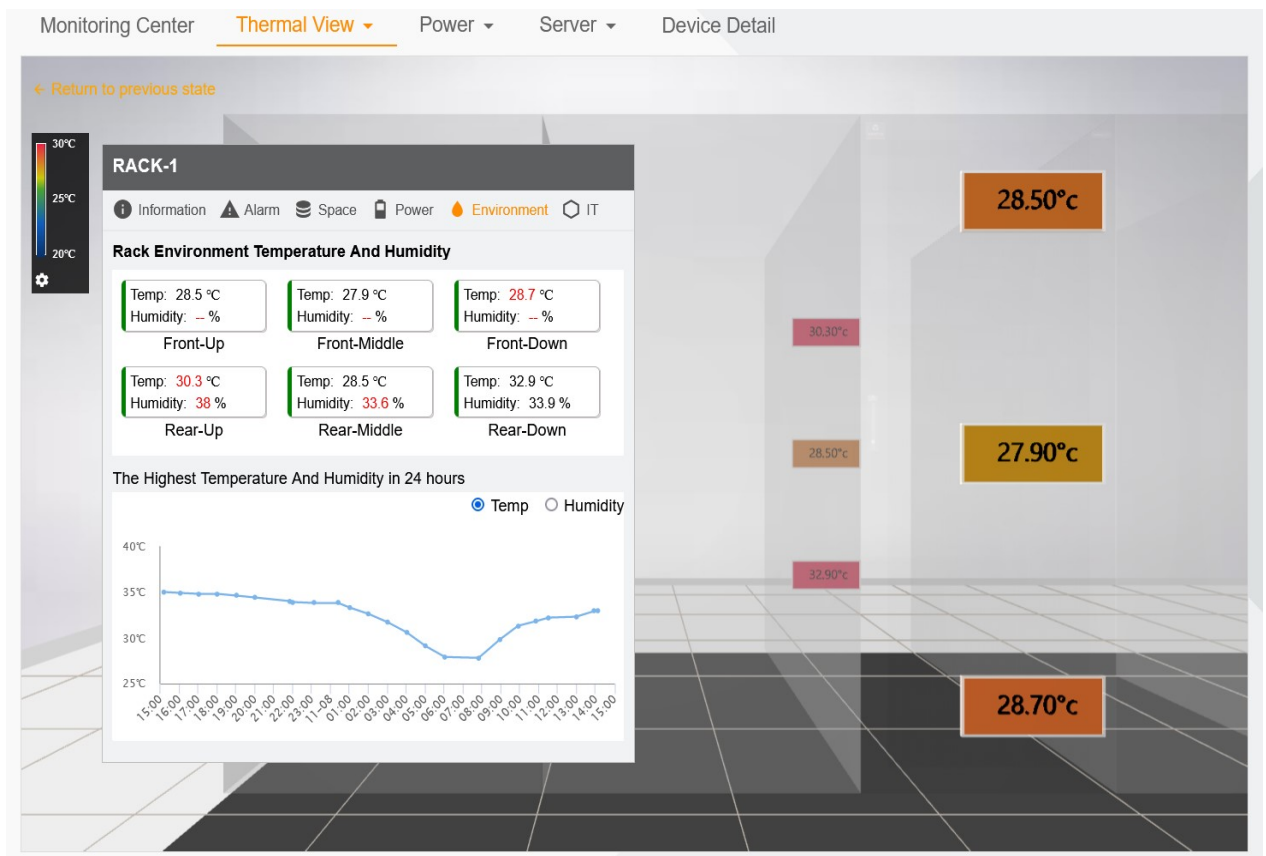 Monitoring Center Thermal View Power Server Device Detail
← Return to previous state
30℃
25℃
20℃
RACK-1
Information Alarm Space Power Environment IT
Rack Environment Temperature And Humidity
Temp: 28.5 ℃ Temp: 27.9 ℃ Temp: 28.7 ℃
Humidity: -- % Humidity: -- % Humidity: -- %
Front-Up Front-Middle Front-Down
Temp: 30.3 ℃ Temp: 28.5 ℃ Temp: 32.9 ℃
Humidity: 38 % Humidity: 33.6 % Humidity: 33.9 %
Rear-Up Rear-Middle Rear-Down
The Highest Temperature And Humidity in 24 hours
Temp Humidity
40℃
35℃
30℃
25℃
15:00 16:00 17:00 18:00 19:00 20:00 21:00 22:00 23:00 11-08 01:00 02:00 03:00 04:00 05:00 06:00 07:00 08:00 09:00 10:00 11:00 12:00 13:00 14:00 15:00
28.50°c
30.30°c
27.90°c
28.50°c
32.90°c
28.70°c